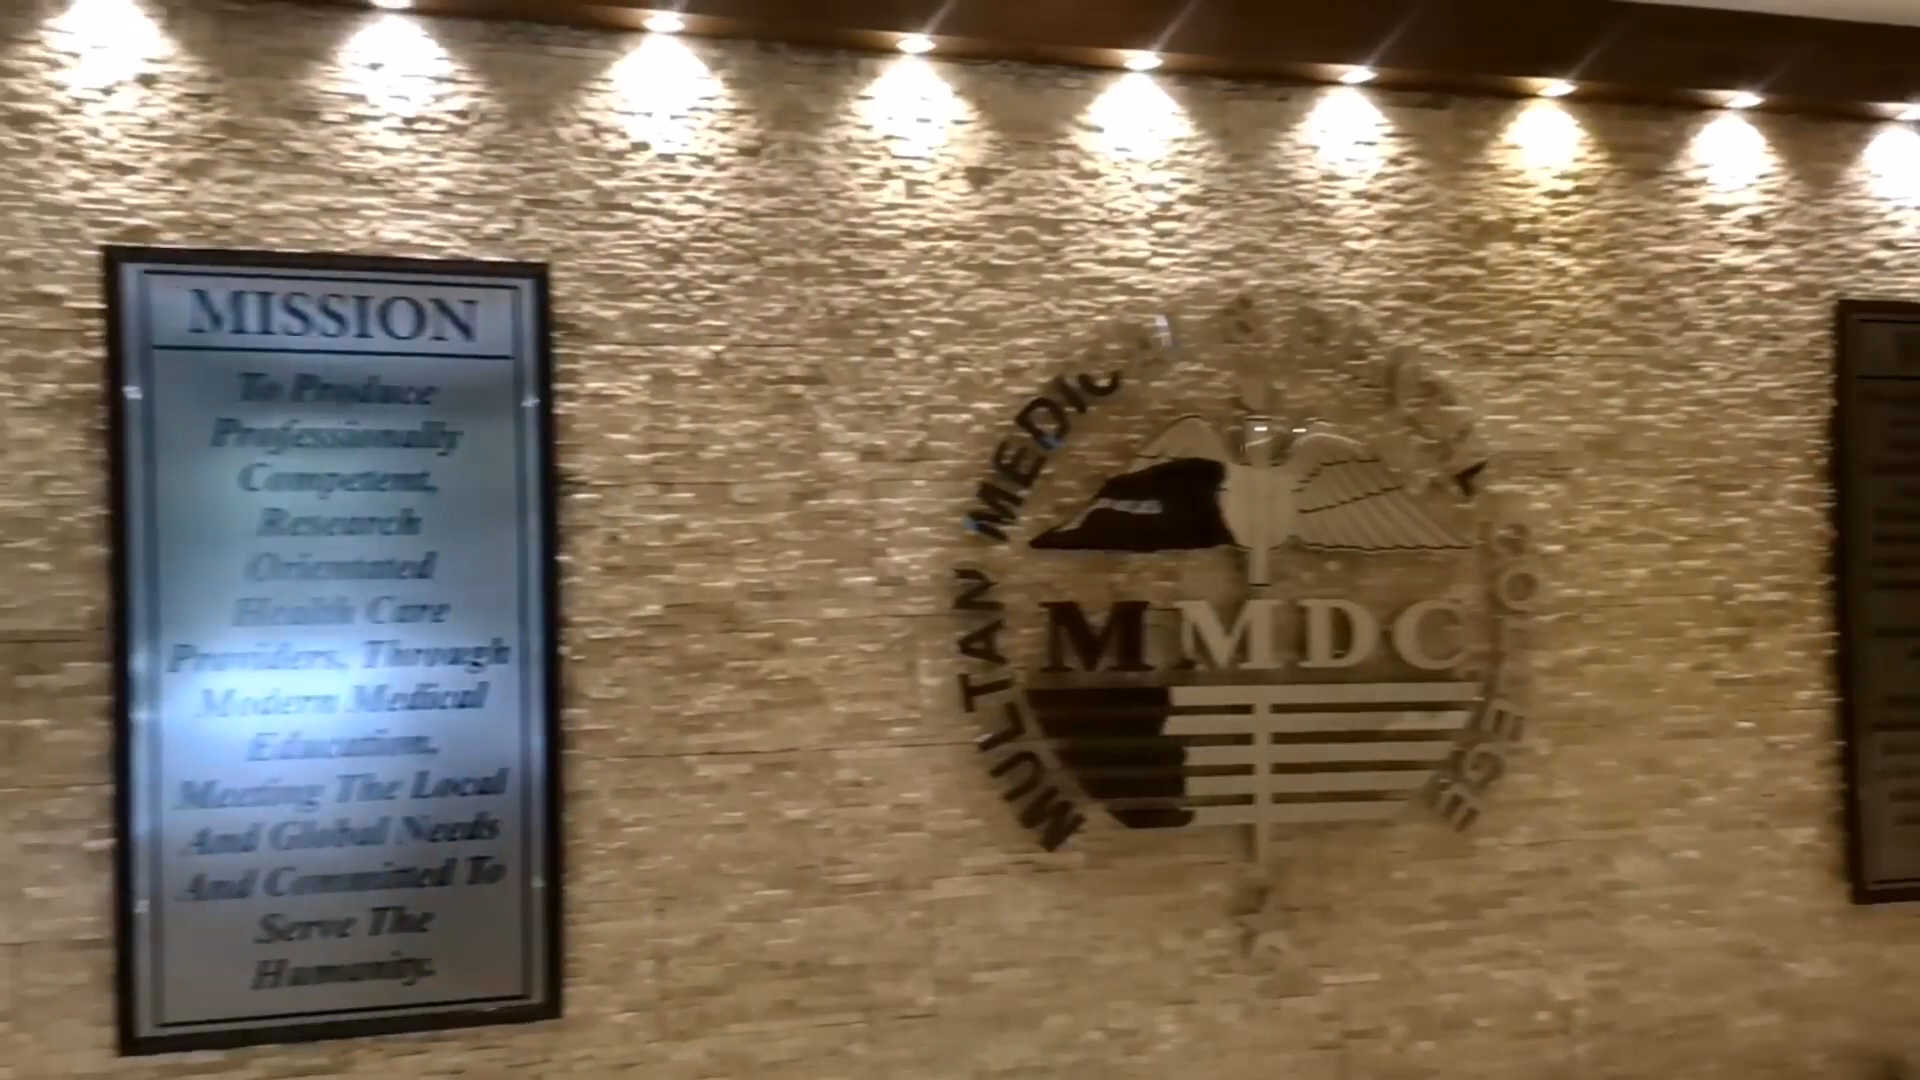 MISSION
To Produce
Professionally
Competent,
Research
Orientated
Health Care
Providers, Through
Modern Medical
Education,
Meeting The Local
And Global Needs
And Committed To
Serve The
Humanity.
MULTAN MEDIC
COLLEGE
MMDC